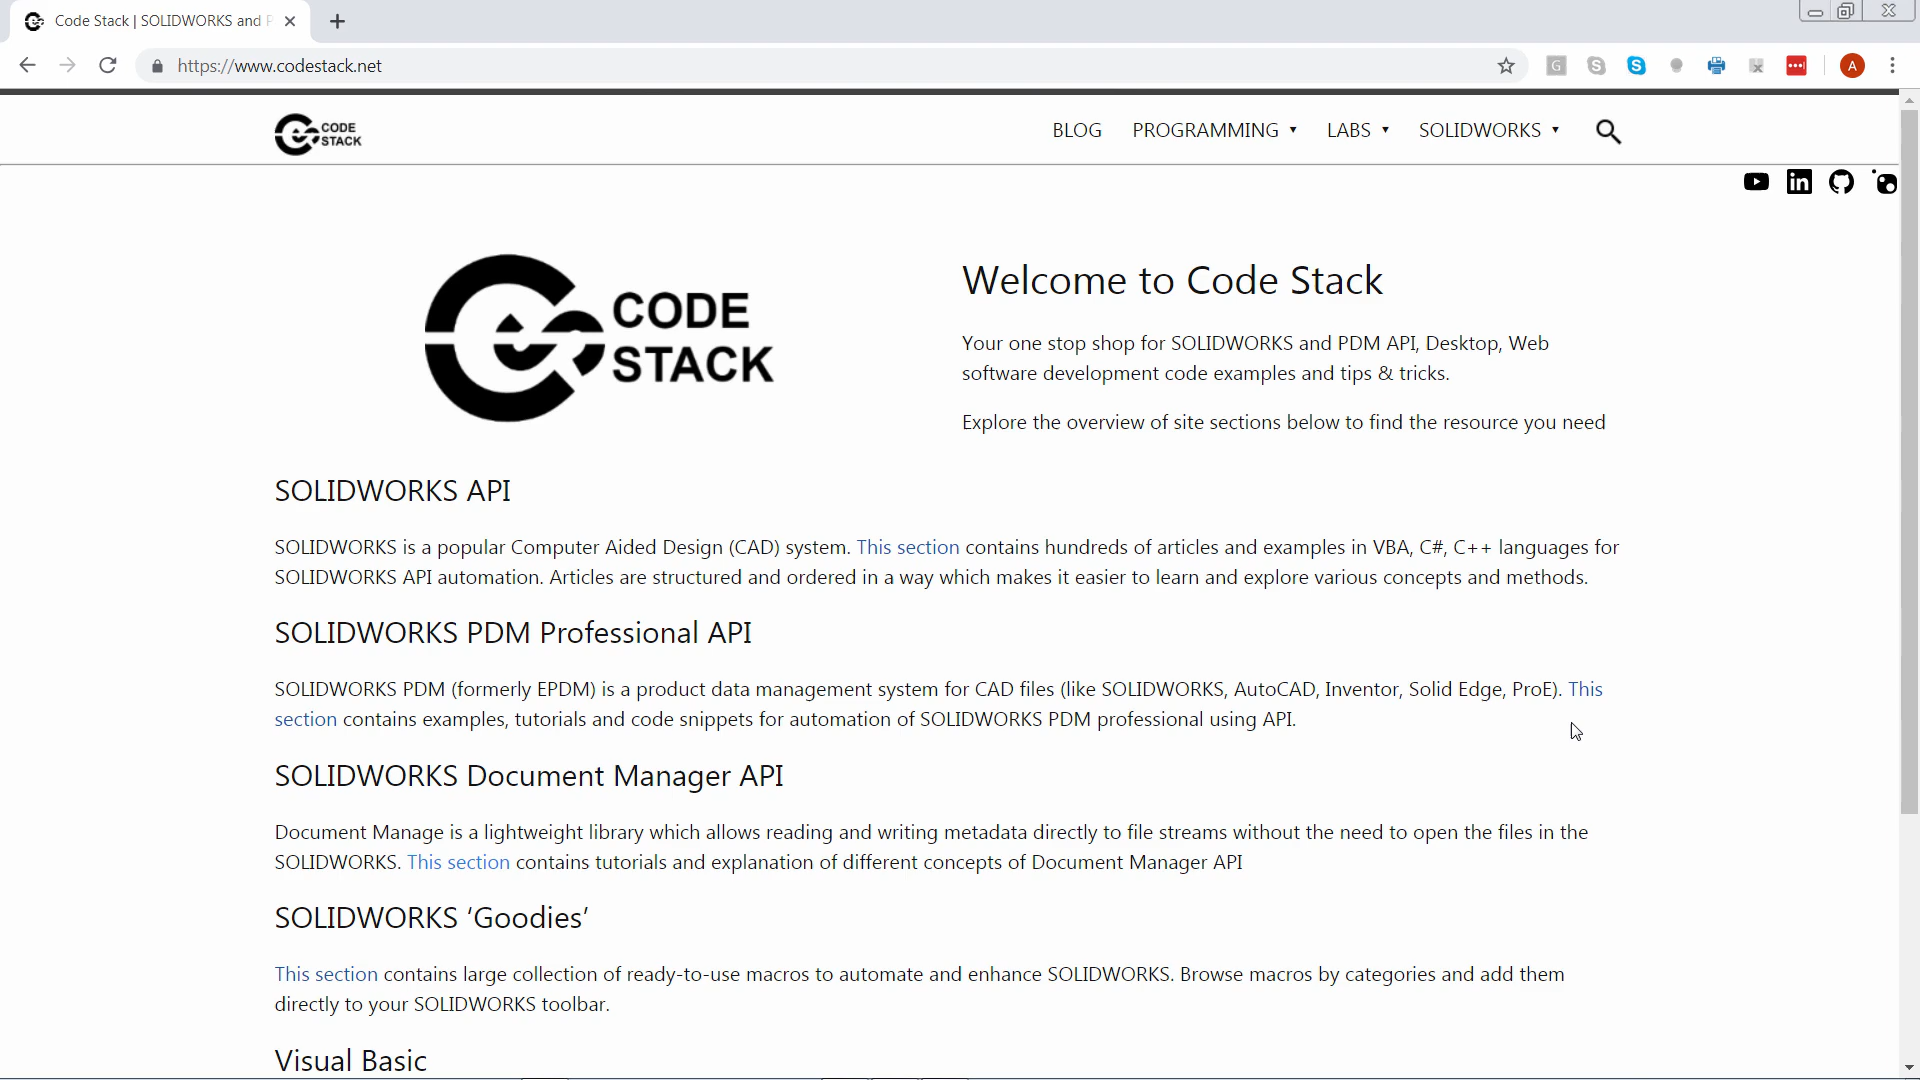 Code Stack | SOLIDWORKS and P
https://www.codestack.net
CODE
STACK
BLOG PROGRAMMING LABS SOLIDWORKS
CODE
STACK
Welcome to Code Stack
Your one stop shop for SOLIDWORKS and PDM API, Desktop, Web
software development code examples and tips & tricks.
Explore the overview of site sections below to find the resource you need
SOLIDWORKS API
SOLIDWORKS is a popular Computer Aided Design (CAD) system. This section contains hundreds of articles and examples in VBA, C#, C++ languages for
SOLIDWORKS API automation. Articles are structured and ordered in a way which makes it easier to learn and explore various concepts and methods.
SOLIDWORKS PDM Professional API
SOLIDWORKS PDM (formerly EPDM) is a product data management system for CAD files (like SOLIDWORKS, AutoCAD, Inventor, Solid Edge, ProE). This
section contains examples, tutorials and code snippets for automation of SOLIDWORKS PDM professional using API.
SOLIDWORKS Document Manager API
Document Manage is a lightweight library which allows reading and writing metadata directly to file streams without the need to open the files in the
SOLIDWORKS. This section contains tutorials and explanation of different concepts of Document Manager API
SOLIDWORKS ‘Goodies’
This section contains large collection of ready-to-use macros to automate and enhance SOLIDWORKS. Browse macros by categories and add them
directly to your SOLIDWORKS toolbar.
Visual Basic